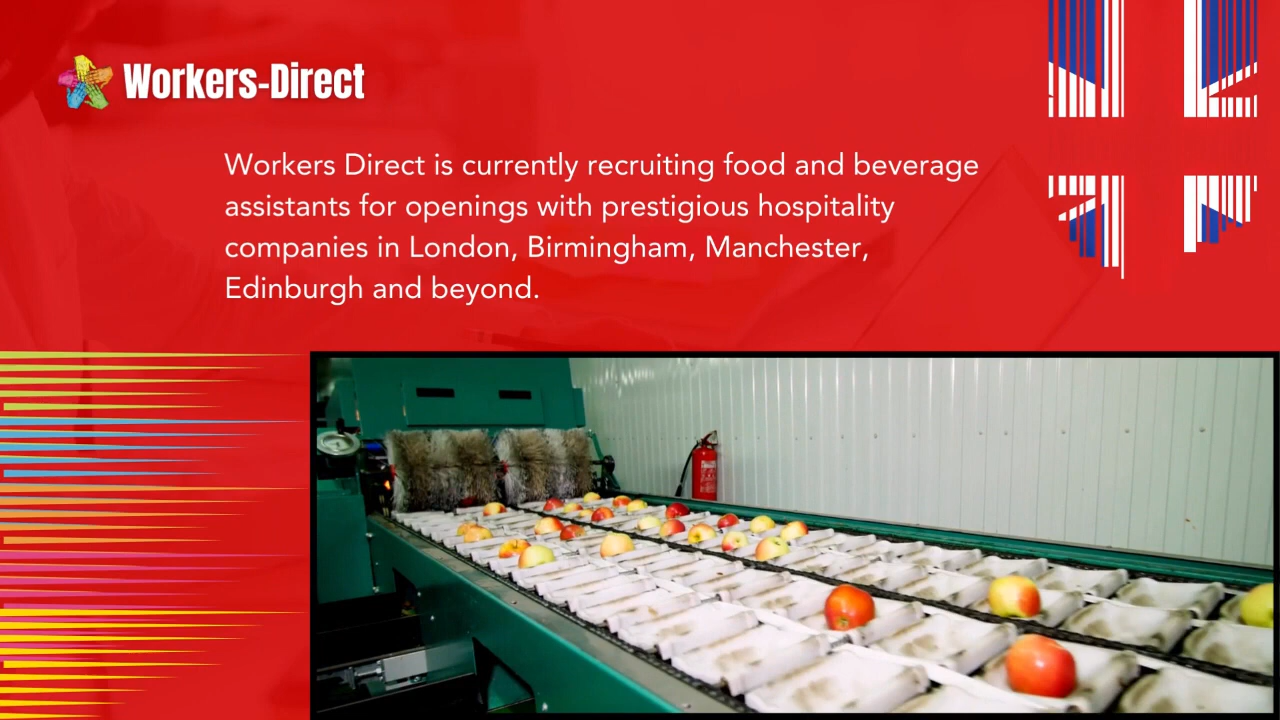 Workers-Direct
Workers Direct is currently recruiting food and beverage
assistants for openings with prestigious hospitality
companies in London, Birmingham, Manchester,
Edinburgh and beyond.